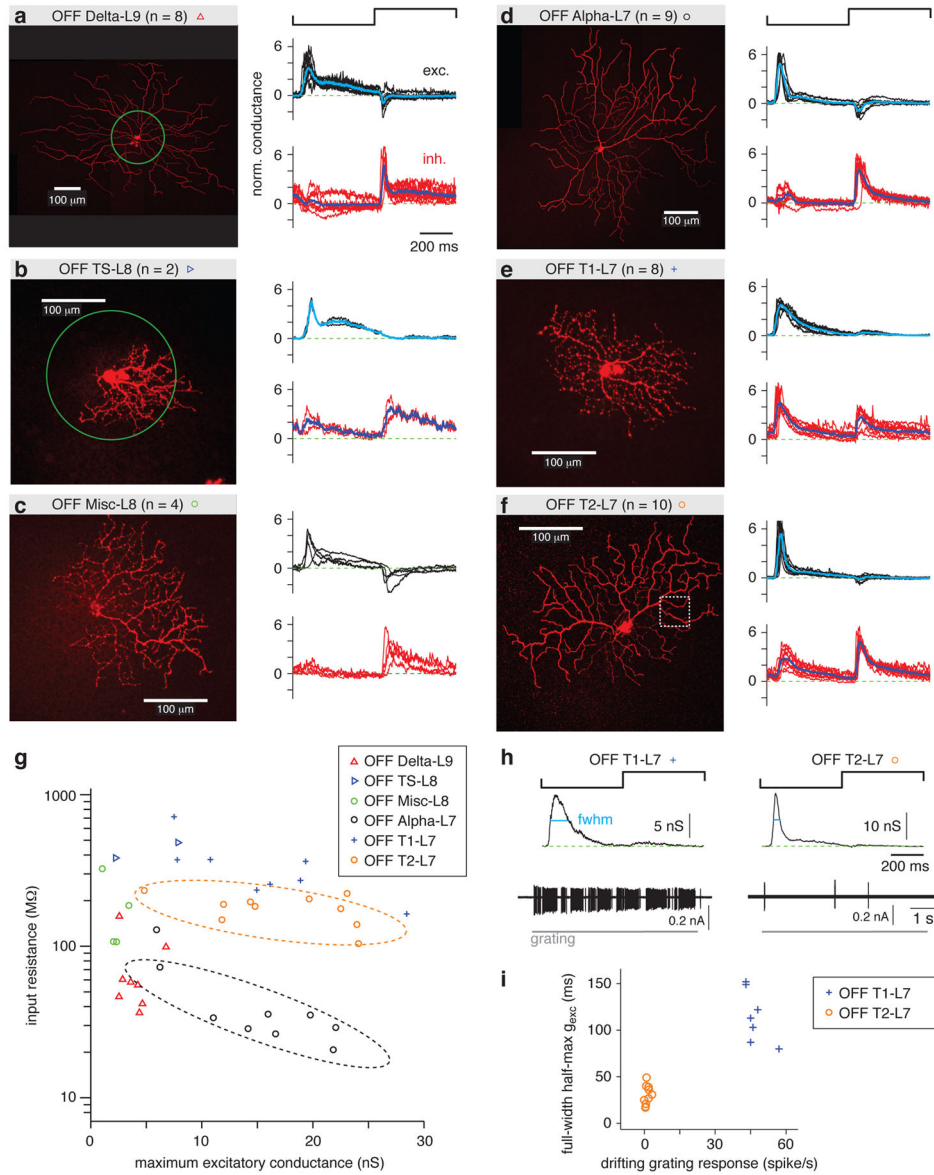 a
OFF Delta-L9 (n = 8)
100 µm
norm. conductance
6
0
exc.
6
0
inh.
200 ms
b
OFF TS-L8 (n = 2)
100 µm
6
0
6
0
c
OFF Misc-L8 (n = 4)
100 µm
6
0
6
0
d
OFF Alpha-L7 (n = 9)
100 µm
6
0
6
0
e
OFF T1-L7 (n = 8)
100 µm
6
0
6
0
f
OFF T2-L7 (n = 10)
100 µm
6
0
6
0
g
OFF Delta-L9
OFF TS-L8
OFF Misc-L8
OFF Alpha-L7
OFF T1-L7
OFF T2-L7
input resistance (MΩ)
1000
100
10
0 10 20 30
maximum excitatory conductance (nS)
h
OFF T1-L7
fwhm
5 nS
0.2 nA
grating
OFF T2-L7
10 nS
200 ms
0.2 nA
1 s
i
OFF T1-L7
OFF T2-L7
full-width half-max gexc (ms)
150
100
50
0
0 30 60
drifting grating response (spike/s)